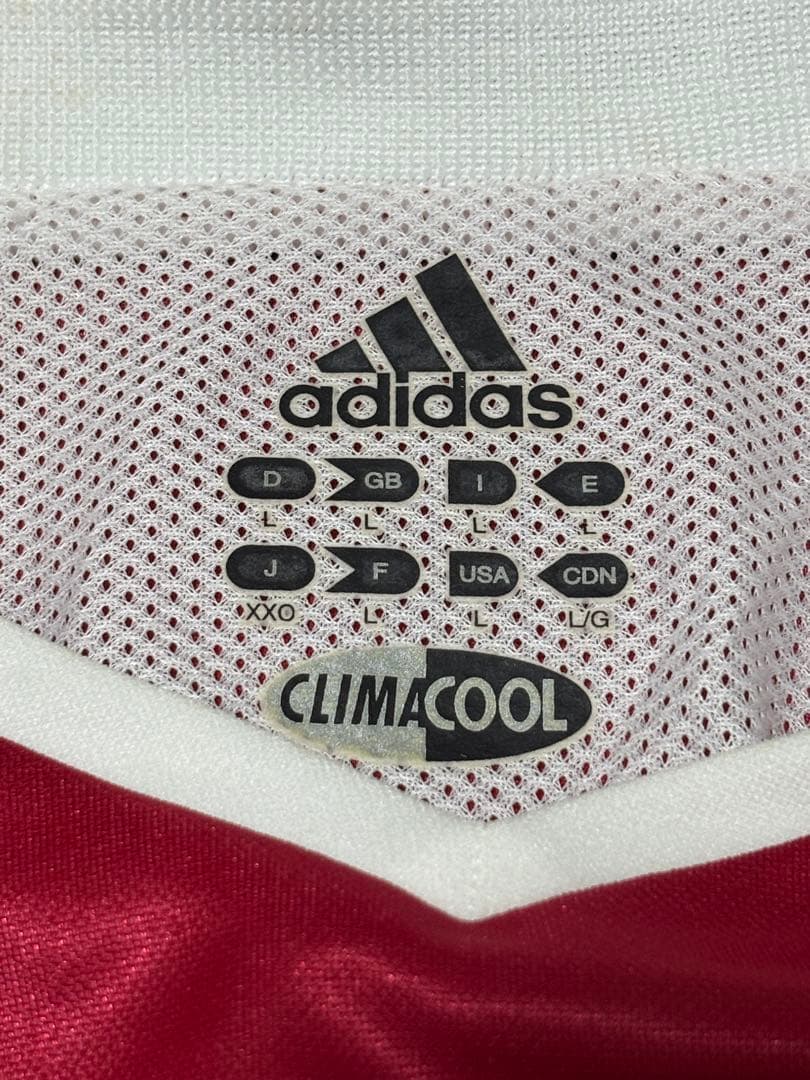 adidas
D GB I E
L L L L
J F USA CDN
XXO L L L/G
CLIMACOOL